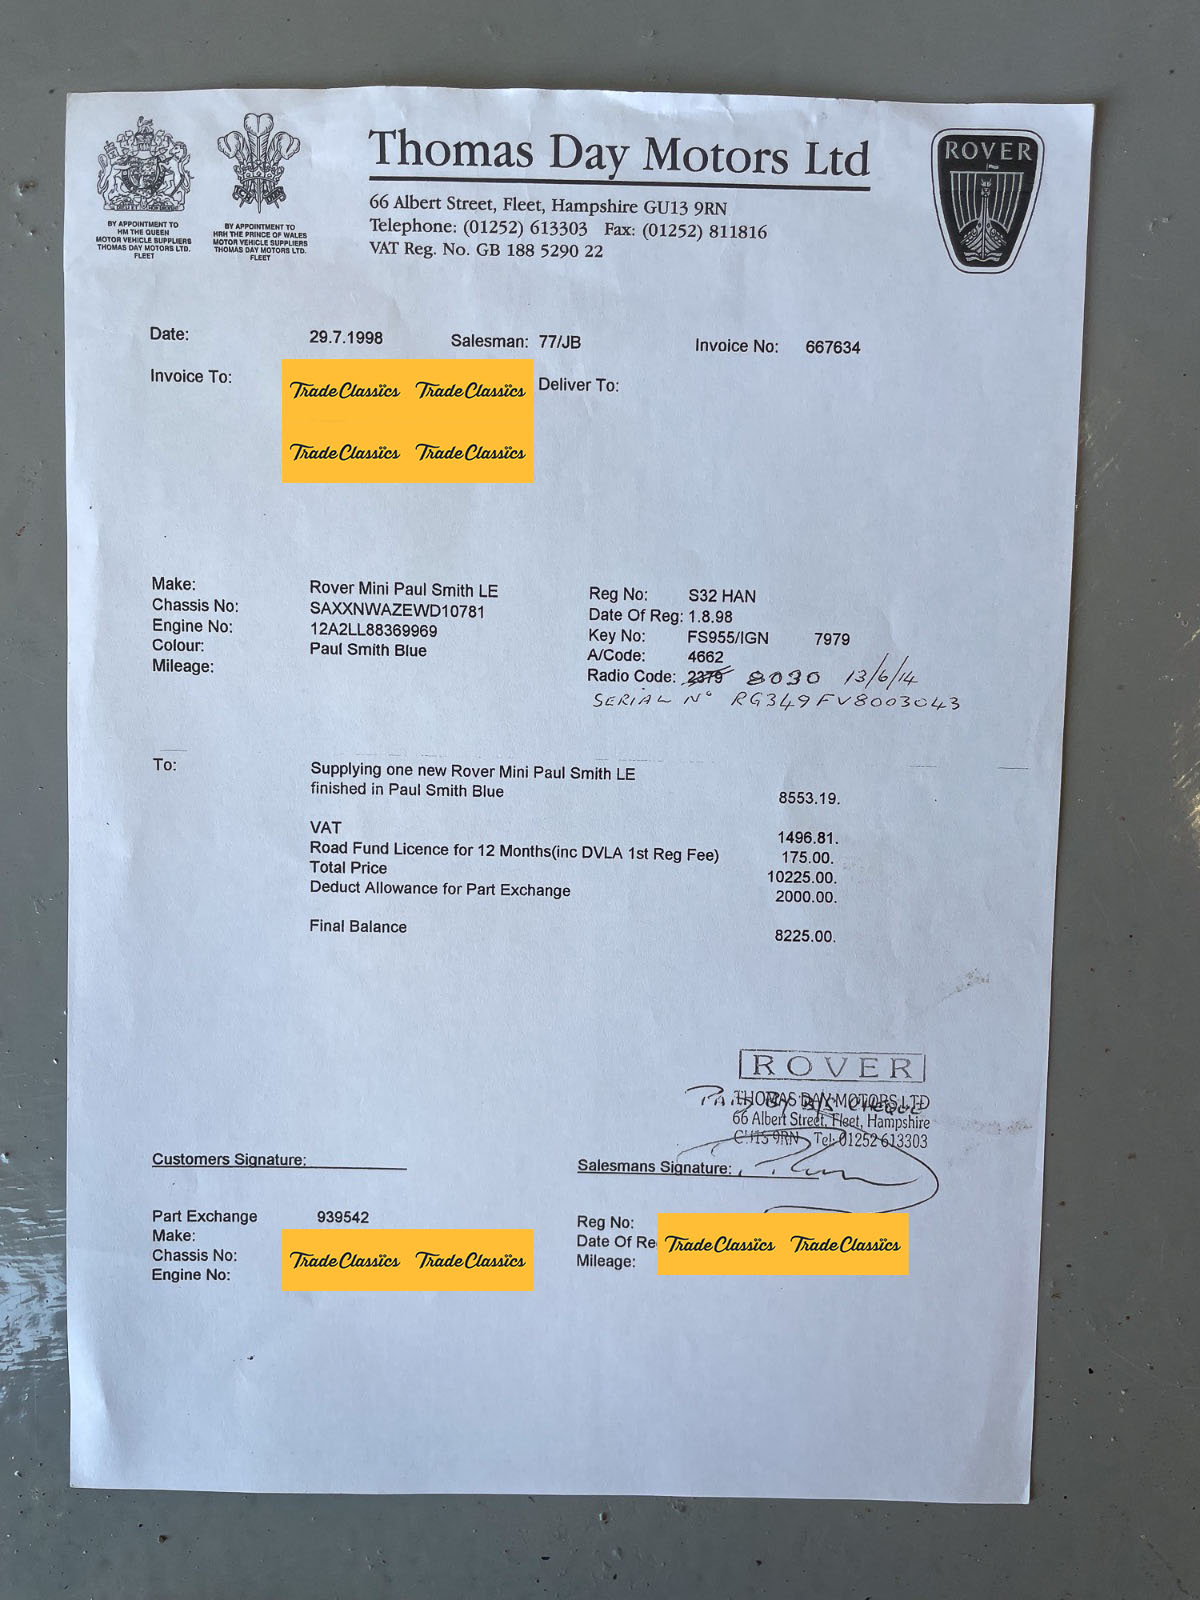 Thomas Day Motors Ltd
ROVER
66 Albert Street, Fleet, Hampshire GU13 9RN
Telephone: (01252) 613303 Fax: (01252) 811816
VAT Reg. No. GB 188 5290 22
BY APPOINTMENT TO
HM THE QUEEN
MOTOR VEHICLE SUPPLIERS
THOMAS DAY MOTORS LTD.
FLEET
BY APPOINTMENT TO
HRH THE PRINCE OF WALES
MOTOR VEHICLE SUPPLIERS
THOMAS DAY MOTORS LTD.
FLEET
Date: 29.7.1998 Salesman: 77/JB Invoice No: 667634
Invoice To: Deliver To:
TradeClassics TradeClassics
TradeClassics TradeClassics
Make: Rover Mini Paul Smith LE Reg No: S32 HAN
Chassis No: SAXXNWAZEWD10781 Date Of Reg: 1.8.98
Engine No: 12A2LL88369969 Key No: FS955/IGN 7979
Colour: Paul Smith Blue A/Code: 4662
Mileage: Radio Code: 2379 8030 13/6/14
SERIAL No RG349FV8003043
To: Supplying one new Rover Mini Paul Smith LE
finished in Paul Smith Blue 8553.19.
VAT 1496.81.
Road Fund Licence for 12 Months(inc DVLA 1st Reg Fee) 175.00.
Total Price 10225.00.
Deduct Allowance for Part Exchange 2000.00.
Final Balance 8225.00.
ROVER
THOMAS DAY MOTORS LTD
PAID BY B/S CHEQUE
66 Albert Street, Fleet, Hampshire
9RN Tel: 01252 613303
Customers Signature: Salesmans Signature:
Part Exchange 939542 Reg No:
Make: Date Of Re
Chassis No: Mileage:
Engine No:
TradeClassics TradeClassics
TradeClassics TradeClassics